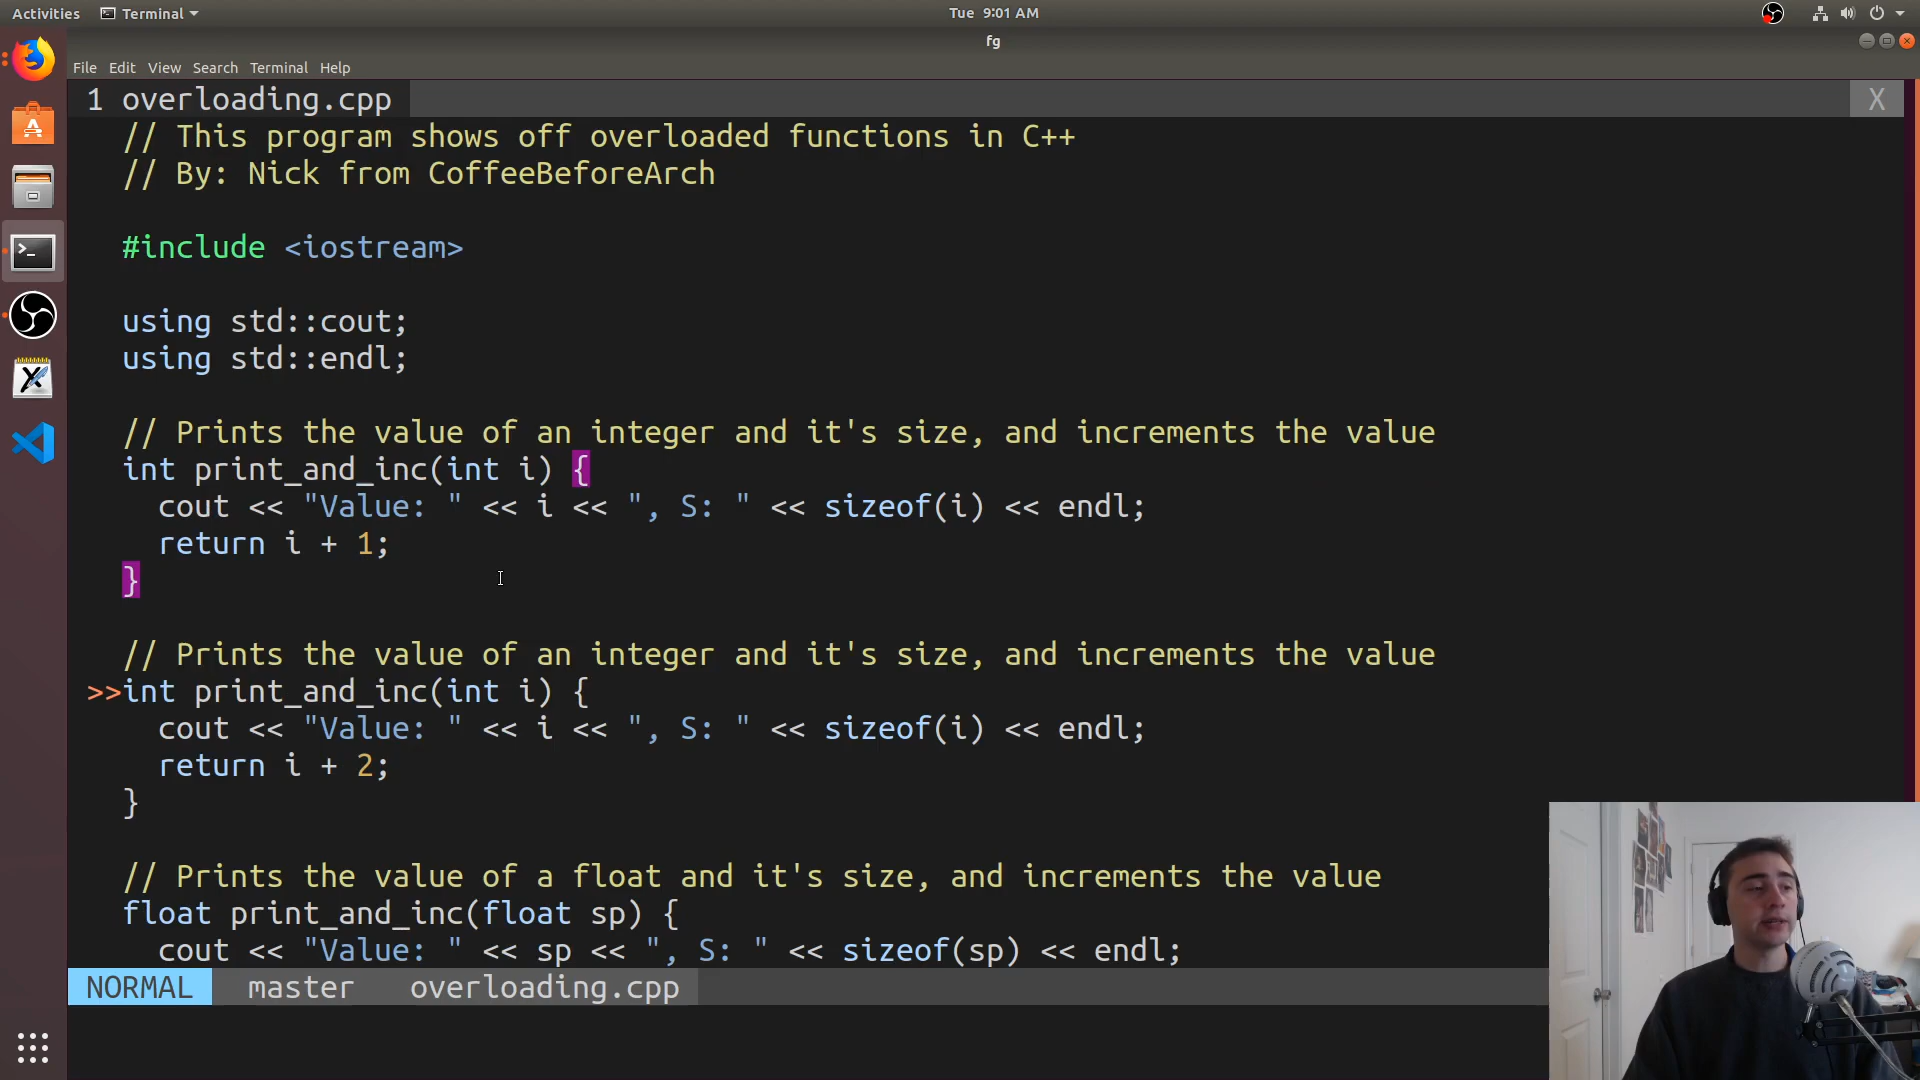 Activities Terminal Tue 9:01 AM
fg
File Edit View Search Terminal Help
1 overloading.cpp X
// This program shows off overloaded functions in C++
// By: Nick from CoffeeBeforeArch
#include <iostream>
using std::cout;
using std::endl;
// Prints the value of an integer and it's size, and increments the value
int print_and_inc(int i) {
cout << "Value: " << i << ", S: " << sizeof(i) << endl;
return i + 1;
}
// Prints the value of an integer and it's size, and increments the value
>>int print_and_inc(int i) {
cout << "Value: " << i << ", S: " << sizeof(i) << endl;
return i + 2;
}
// Prints the value of a float and it's size, and increments the value
float print_and_inc(float sp) {
cout << "Value: " << sp << ", S: " << sizeof(sp) << endl;
NORMAL master overloading.cpp